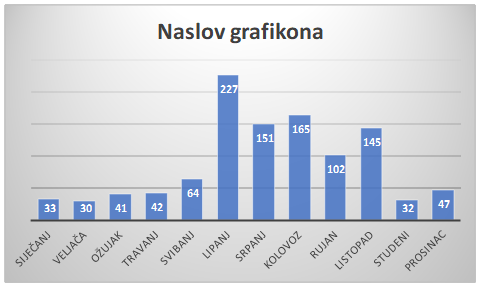 Naslov grafikona
33
30
41
42
64
227
151
165
102
145
32
47
SIJEČANJ
VELJAČA
OŽUJAK
TRAVANJ
SVIBANJ
LIPANJ
SRPANJ
KOLOVOZ
RUJAN
LISTOPAD
STUDENI
PROSINAC